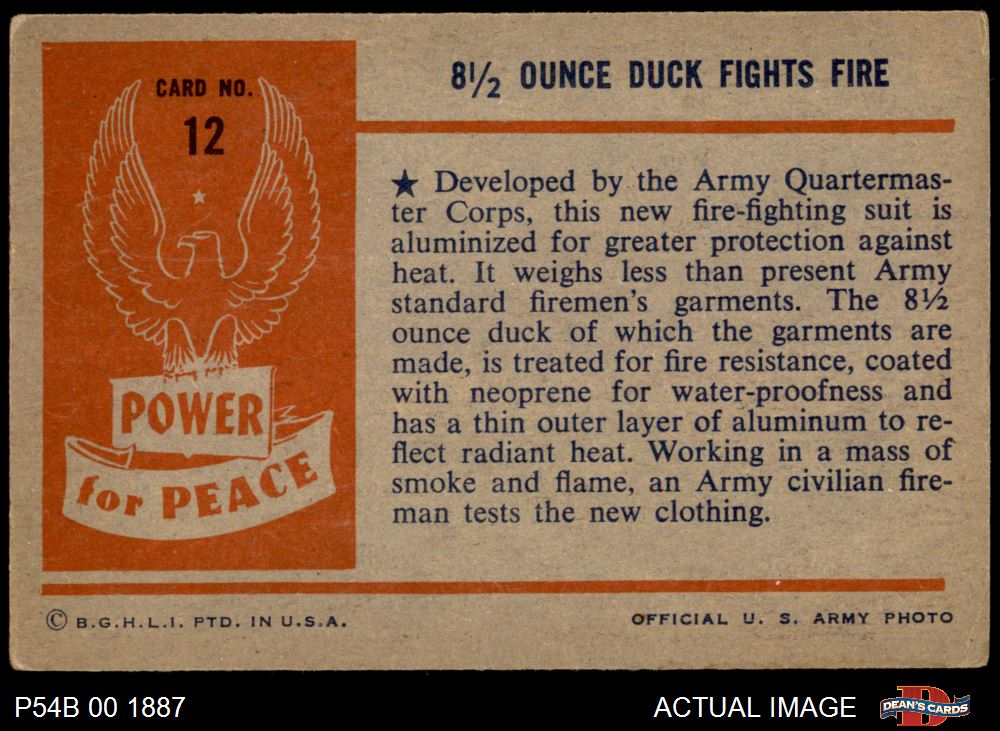 CARD NO.
12
POWER
for PEACE
8½ OUNCE DUCK FIGHTS FIRE
★ Developed by the Army Quartermas-
ter Corps, this new fire-fighting suit is
aluminized for greater protection against
heat. It weighs less than present Army
standard firemen's garments. The 8½
ounce duck of which the garments are
made, is treated for fire resistance, coated
with neoprene for water-proofness and
has a thin outer layer of aluminum to re-
flect radiant heat. Working in a mass of
smoke and flame, an Army civilian fire-
man tests the new clothing.
© B.G.H.L.I. PTD. IN U.S.A.
OFFICIAL U. S. ARMY PHOTO
P54B 00 1887
ACTUAL IMAGE
D
DEAN'S CARDS